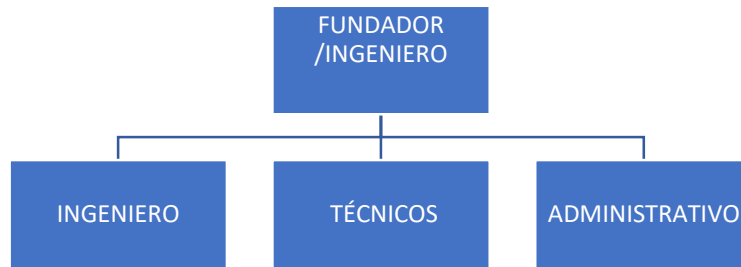 FUNDADOR
/INGENIERO
INGENIERO
TÉCNICOS
ADMINISTRATIVO